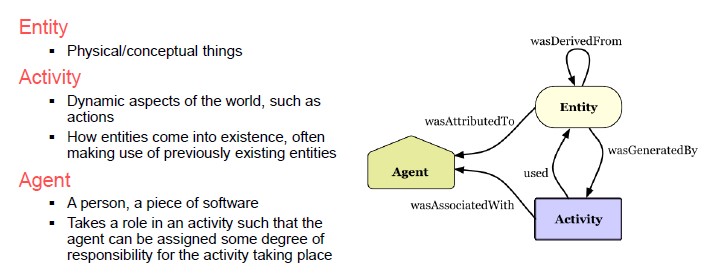 Entity
▪ Physical/conceptual things
Activity
▪ Dynamic aspects of the world, such as
actions
▪ How entities come into existence, often
making use of previously existing entities
Agent
▪ A person, a piece of software
▪ Takes a role in an activity such that the
agent can be assigned some degree of
responsibility for the activity taking place
wasDerivedFrom
Entity
wasAttributedTo
wasGeneratedBy
Agent
used
wasAssociatedWith
Activity